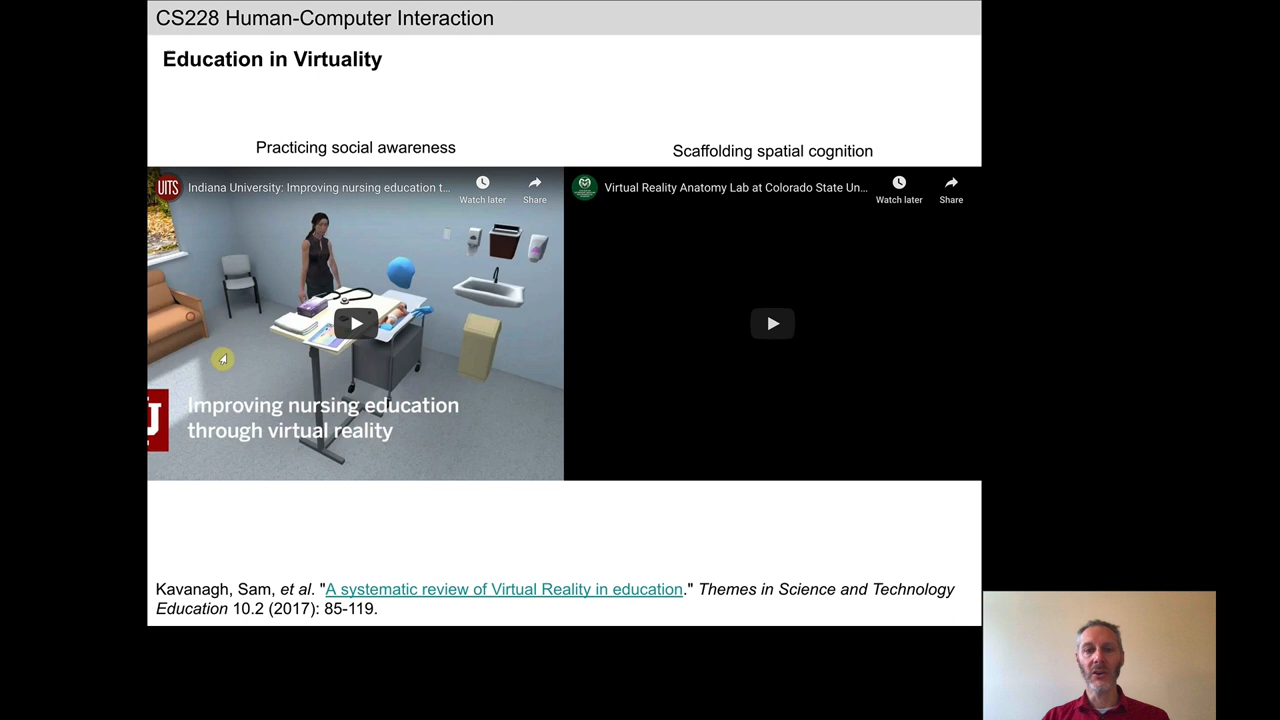 CS228 Human-Computer Interaction
Education in Virtuality
Practicing social awareness
Scaffolding spatial cognition
UITS
Indiana University: Improving nursing education t...
Watch later
Share
Virtual Reality Anatomy Lab at Colorado State Un...
Watch later
Share
Improving nursing education
through virtual reality
Kavanagh, Sam, et al. "A systematic review of Virtual Reality in education." Themes in Science and Technology
Education 10.2 (2017): 85-119.